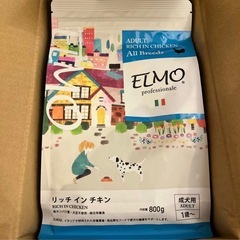 ADULT
RICH IN CHICKEN
All Breeds
ELMO
professionale
リッチ イン チキン
RICH IN CHICKEN
800g
成犬用
ADULT
1歳〜